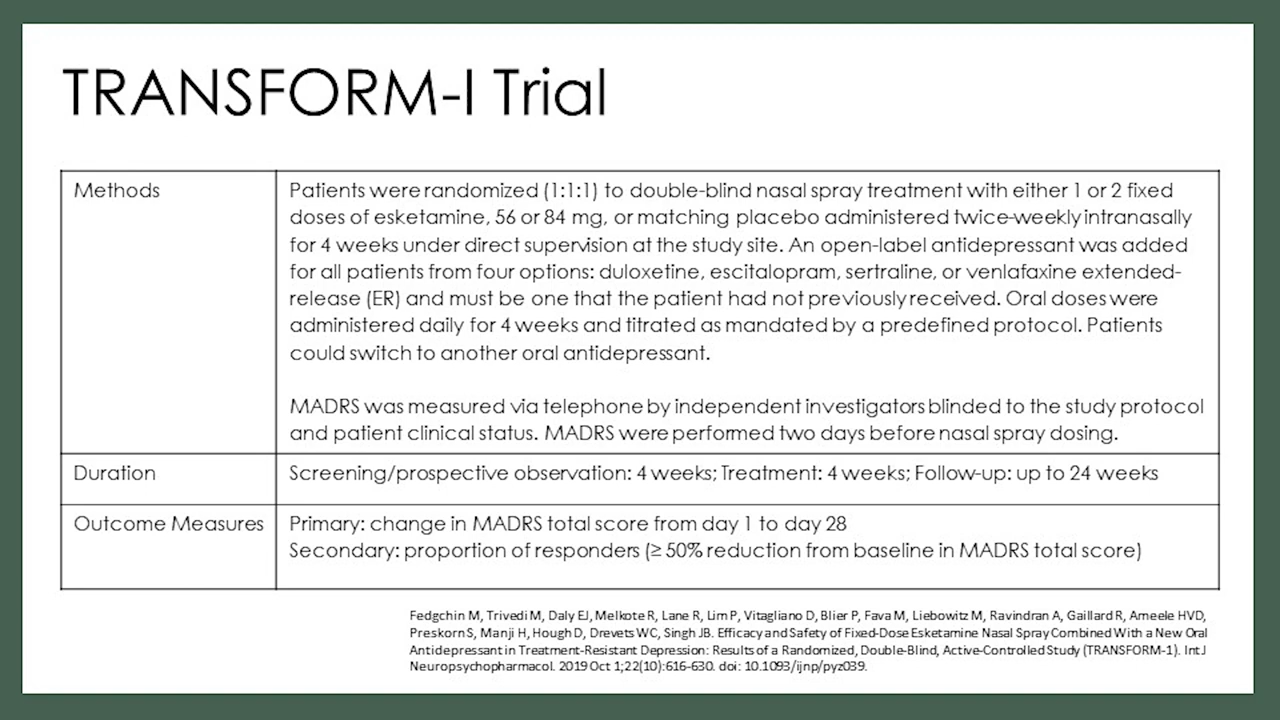 TRANSFORM-I Trial
Methods
Patients were randomized (1:1:1) to double-blind nasal spray treatment with either 1 or 2 fixed
doses of esketamine, 56 or 84 mg, or matching placebo administered twice-weekly intranasally
for 4 weeks under direct supervision at the study site. An open-label antidepressant was added
for all patients from four options: duloxetine, escitalopram, sertraline, or venlafaxine extended-
release (ER) and must be one that the patient had not previously received. Oral doses were
administered daily for 4 weeks and titrated as mandated by a predefined protocol. Patients
could switch to another oral antidepressant.
MADRS was measured via telephone by independent investigators blinded to the study protocol
and patient clinical status. MADRS were performed two days before nasal spray dosing.
Duration
Screening/prospective observation: 4 weeks; Treatment: 4 weeks; Follow-up: up to 24 weeks
Outcome Measures
Primary: change in MADRS total score from day 1 to day 28
Secondary: proportion of responders (≥ 50% reduction from baseline in MADRS total score)
Fedgchin M, Trivedi M, Daly EJ, Melkote R, Lane R, Lim P, Vitagliano D, Blier P, Fava M, Liebowitz M, Ravindran A, Gaillard R, Ameele HVD,
Preskorn S, Manji H, Hough D, Drevets WC, Singh JB. Efficacy and Safety of Fixed-Dose Esketamine Nasal Spray Combined With a New Oral
Antidepressant in Treatment-Resistant Depression: Results of a Randomized, Double-Blind, Active-Controlled Study (TRANSFORM-1). Int J
Neuropsychopharmacol. 2019 Oct 1;22(10):616-630. doi: 10.1093/ijnp/pyz039.